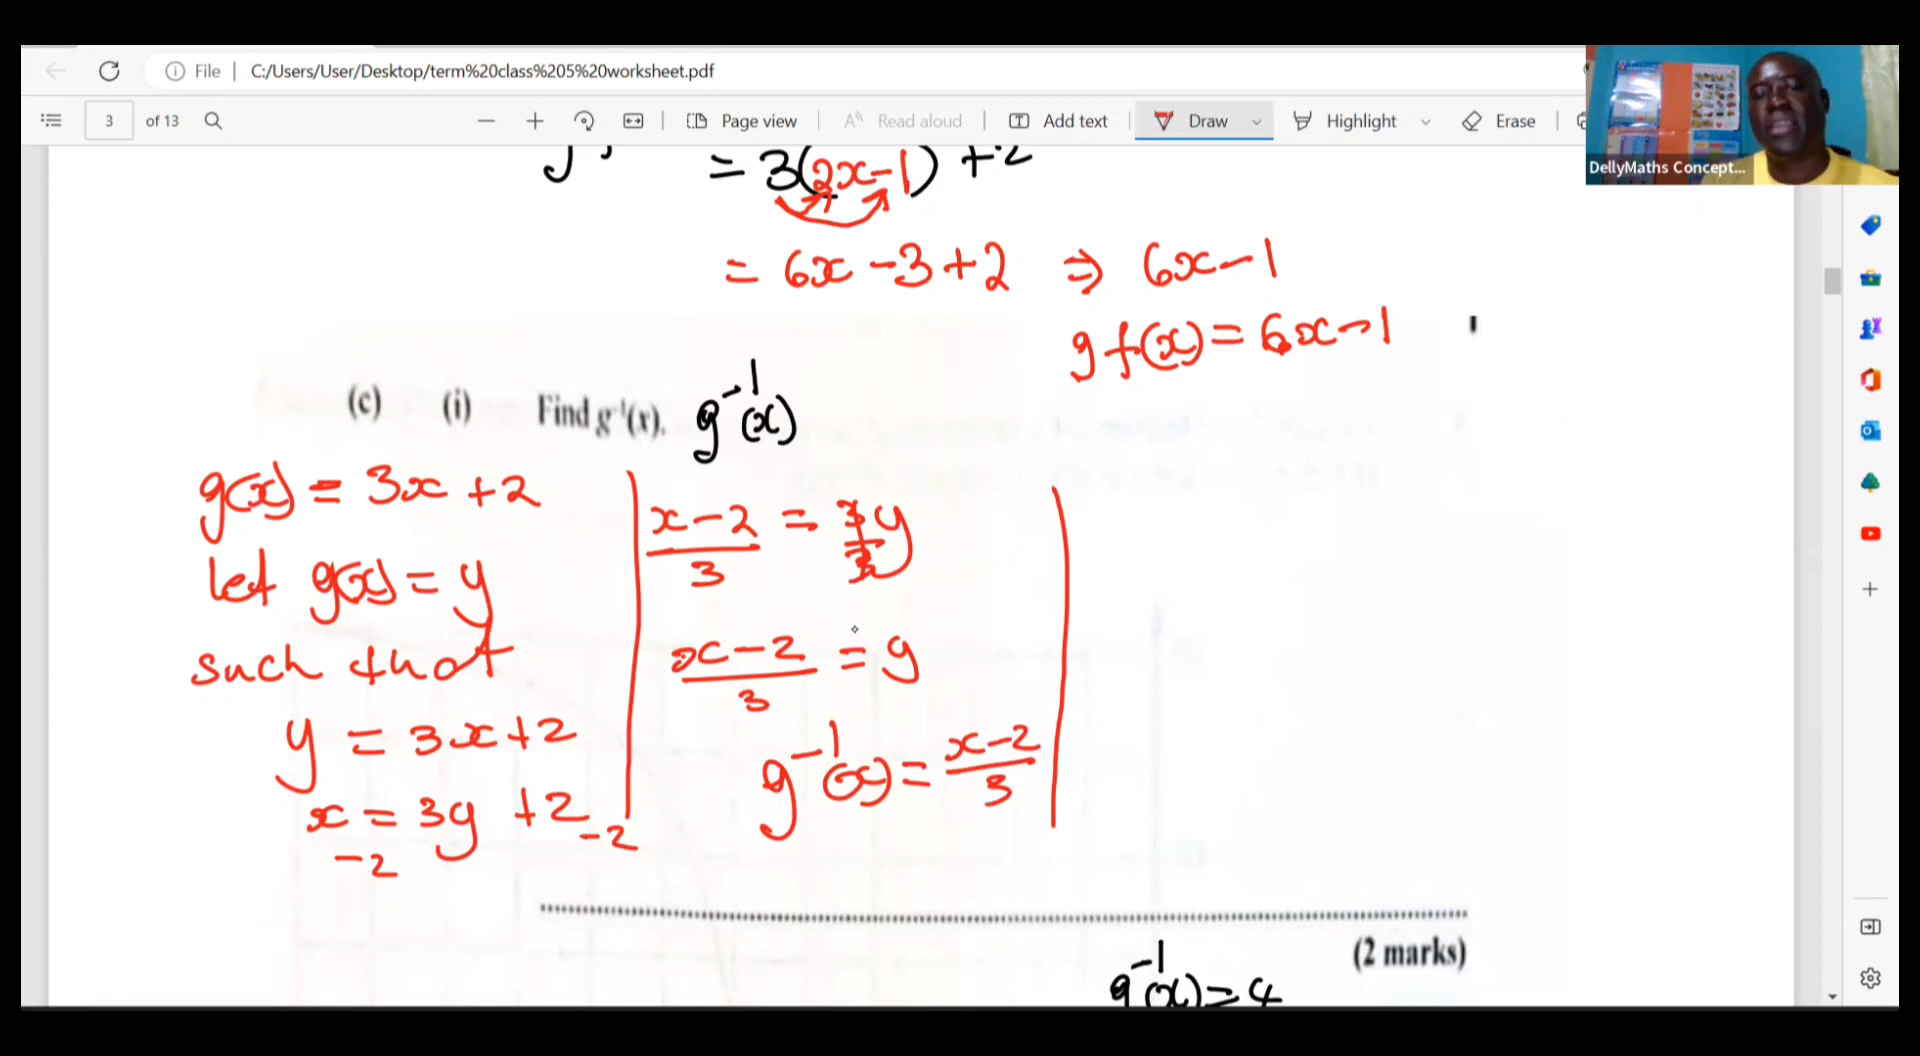 File | C:/Users/User/Desktop/term%20class%205%20worksheet.pdf
3 of 13 Page view Read aloud Add text Draw Highlight Erase
DellyMaths Concept...
= 3(2x-1) +2
= 6x -3+2 ⇒ 6x-1
gf(x) = 6x-1
(c) (i) Find g⁻¹(x). g⁻¹(x)
g(x) = 3x +2
let g(x) = y
such that
y = 3x+2
x = 3y +2
-2 -2
x-2/3 = 3y/3
x-2/3 = y
g⁻¹(x) = x-2/3
(2 marks)
g⁻¹(x) = 4